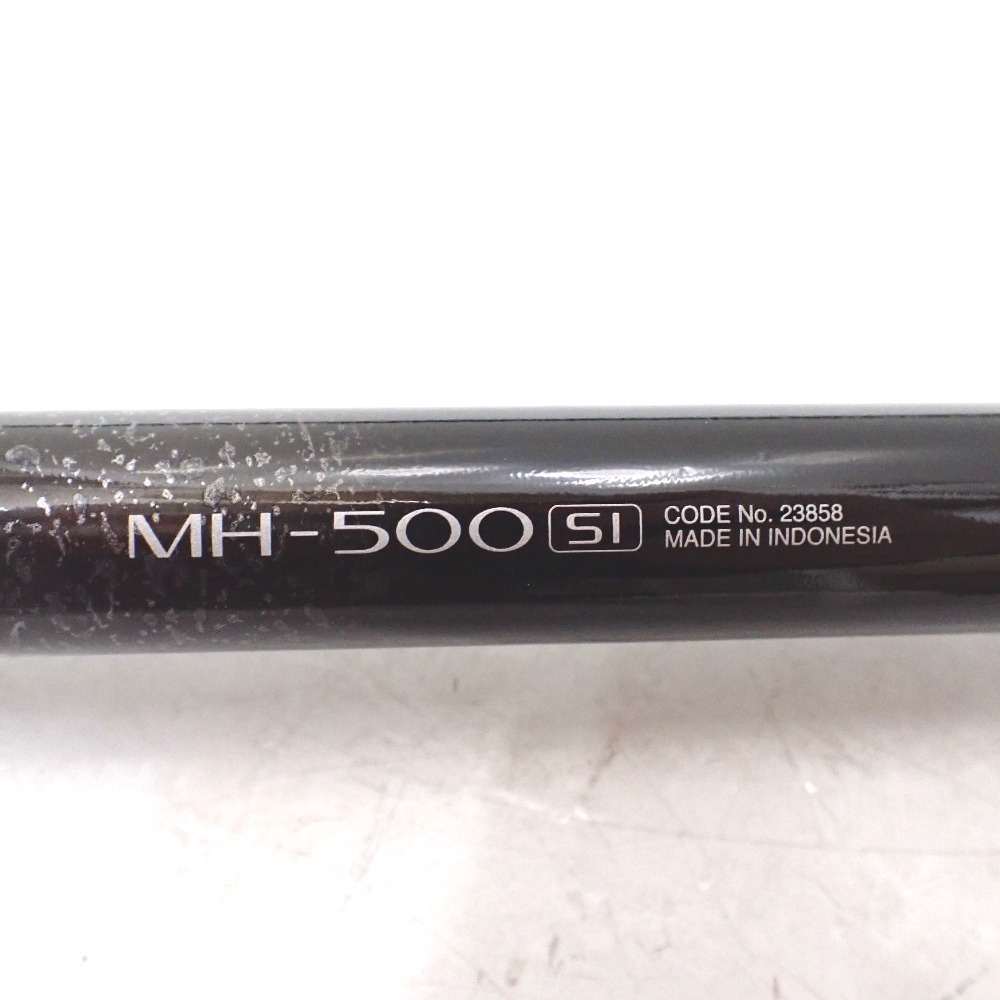 MH-500 SI
CODE No. 23858
MADE IN INDONESIA